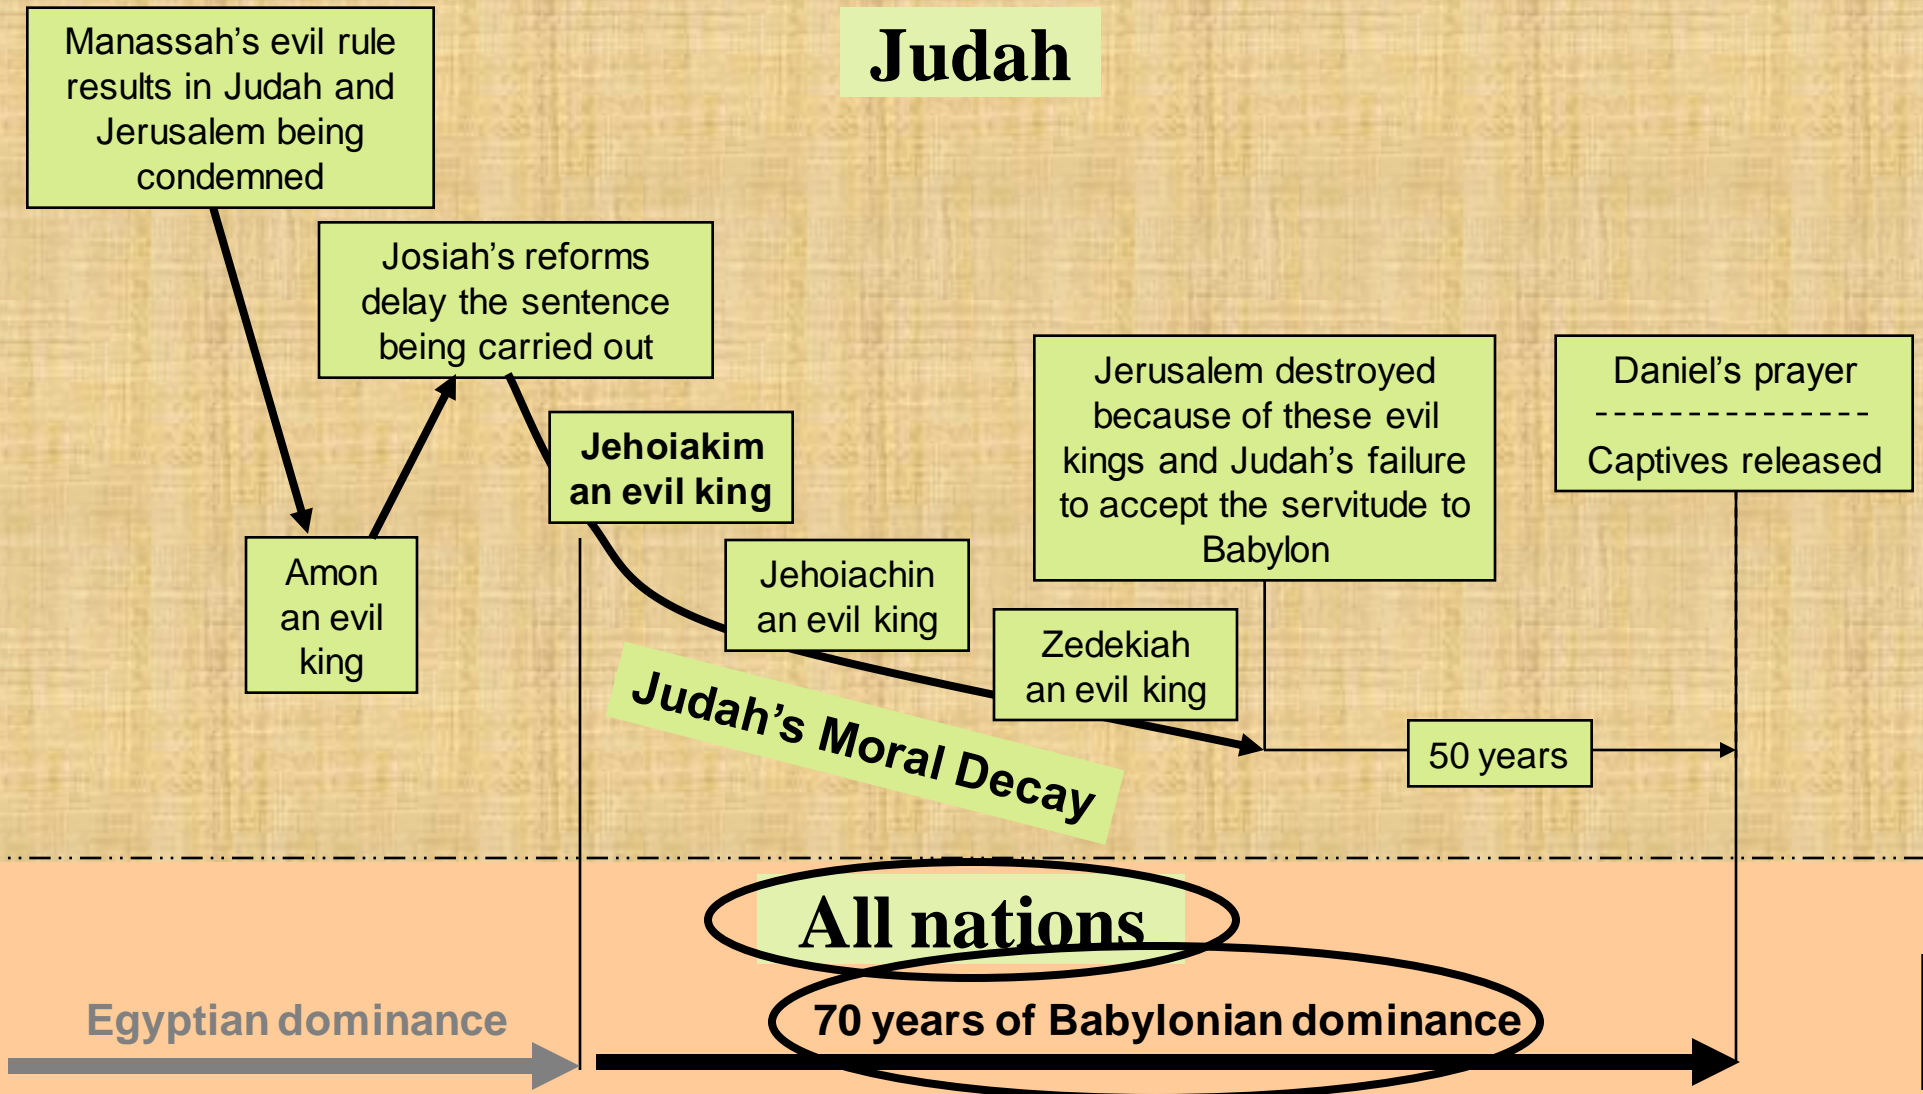 Judah
Manassah’s evil rule
results in Judah and
Jerusalem being
condemned
Josiah’s reforms
delay the sentence
being carried out
Amon
an evil
king
Jehoiakim
an evil king
Jehoiachin
an evil king
Zedekiah
an evil king
Judah’s Moral Decay
Jerusalem destroyed
because of these evil
kings and Judah’s failure
to accept the servitude to
Babylon
Daniel’s prayer
Captives released
50 years
All nations
Egyptian dominance
70 years of Babylonian dominance